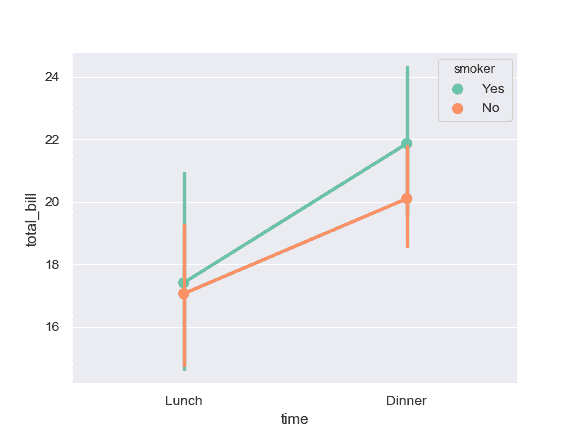 24
22
20
18
16
total_bill
Lunch
Dinner
time
smoker
Yes
No